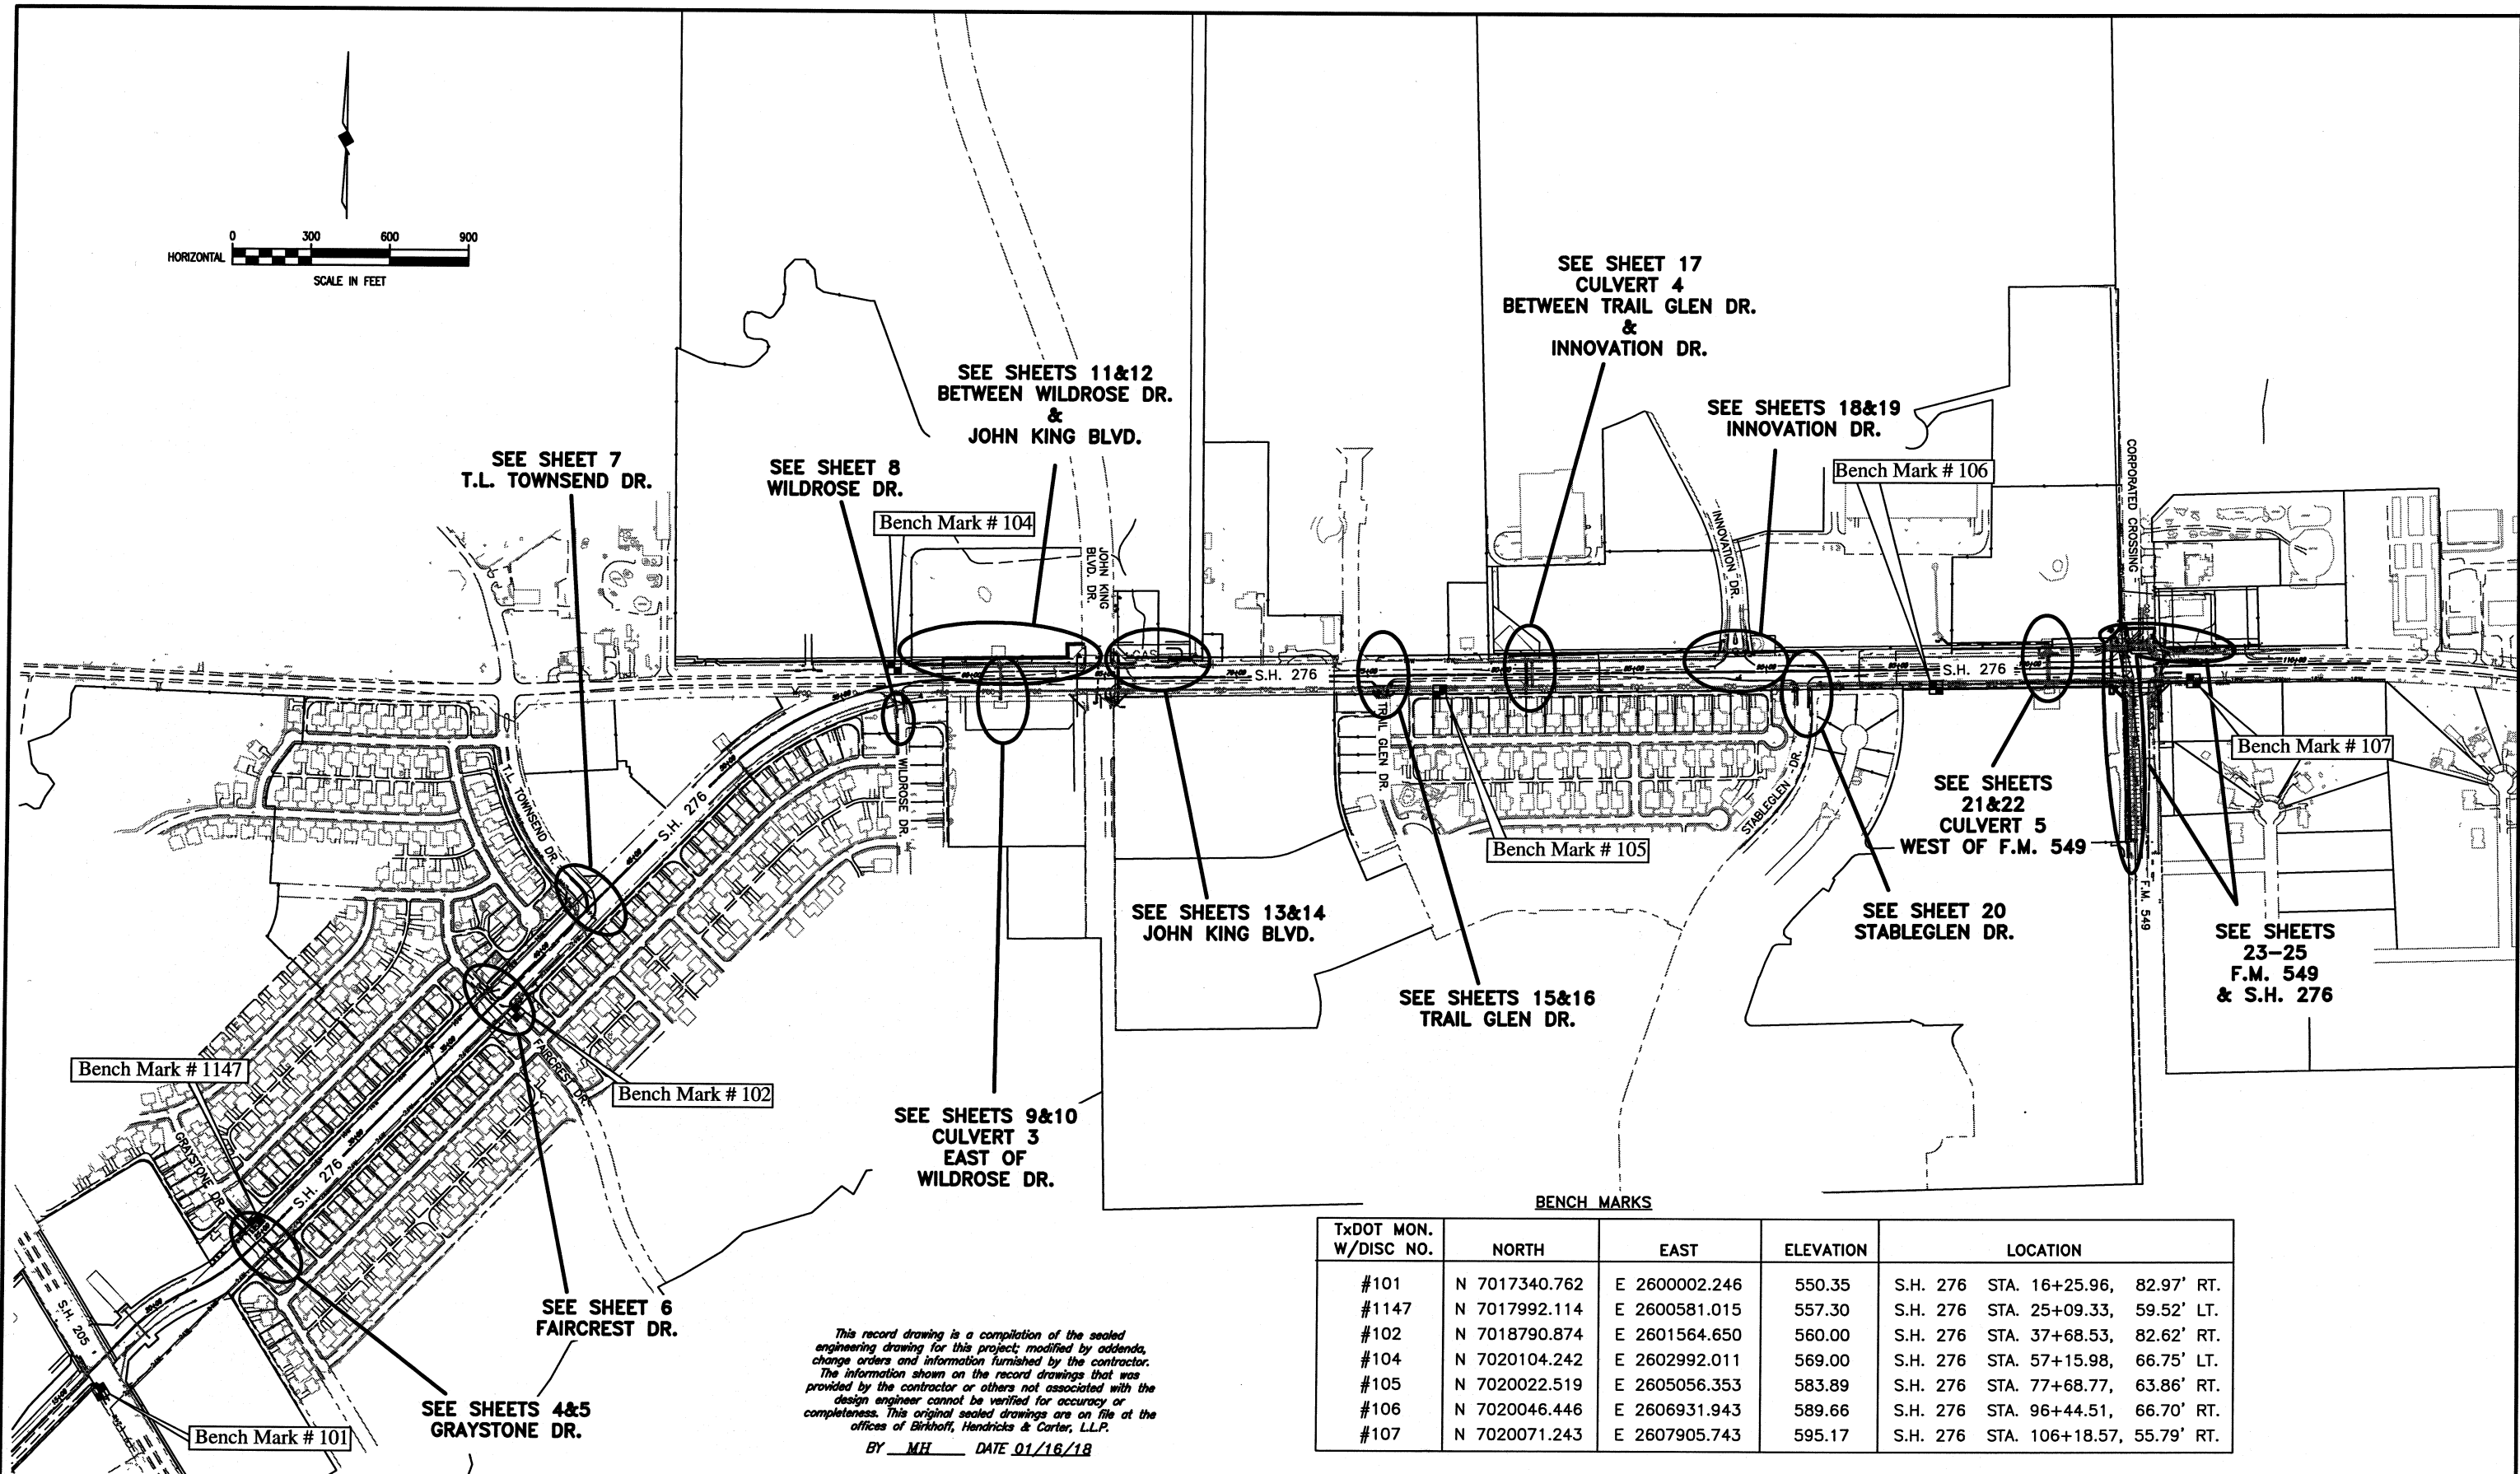 0 300 600 900
HORIZONTAL
SCALE IN FEET
SEE SHEET 17
CULVERT 4
BETWEEN TRAIL GLEN DR.
&
INNOVATION DR.
SEE SHEETS 11&12
BETWEEN WILDROSE DR.
&
JOHN KING BLVD.
SEE SHEETS 18&19
INNOVATION DR.
SEE SHEET 7
T.L. TOWNSEND DR.
SEE SHEET 8
WILDROSE DR.
Bench Mark # 106
Bench Mark # 104
CORPORATED CROSSING
INNOVATION DR.
JOHN KING
BLVD. DR.
GAS
S.H. 276
S.H. 276
TRAIL GLEN DR.
WILDROSE DR.
STABLEGLEN DR.
T.L. TOWNSEND DR.
S.H. 276
Bench Mark # 107
SEE SHEETS
21&22
CULVERT 5
WEST OF F.M. 549
Bench Mark # 105
F.M. 549
SEE SHEETS 13&14
JOHN KING BLVD.
SEE SHEET 20
STABLEGLEN DR.
SEE SHEETS
23-25
F.M. 549
& S.H. 276
SEE SHEETS 15&16
TRAIL GLEN DR.
Bench Mark # 1147
FAIRCREST DR.
Bench Mark # 102
SEE SHEETS 9&10
CULVERT 3
EAST OF
WILDROSE DR.
GRAYSTONE DR
S.H. 276
S.H. 205
SEE SHEET 6
FAIRCREST DR.
SEE SHEETS 4&5
GRAYSTONE DR.
Bench Mark # 101
This record drawing is a compilation of the sealed
engineering drawing for this project; modified by addenda,
change orders and information furnished by the contractor.
The information shown on the record drawings that was
provided by the contractor or others not associated with the
design engineer cannot be verified for accuracy or
completeness. This original sealed drawings are on file at the
offices of Birkhoff, Hendricks & Carter, L.L.P.
BY MH DATE 01/16/18
BENCH MARKS
TxDOT MON.
W/DISC NO. NORTH EAST ELEVATION LOCATION
#101 N 7017340.762 E 2600002.246 550.35 S.H. 276 STA. 16+25.96, 82.97' RT.
#1147 N 7017992.114 E 2600581.015 557.30 S.H. 276 STA. 25+09.33, 59.52' LT.
#102 N 7018790.874 E 2601564.650 560.00 S.H. 276 STA. 37+68.53, 82.62' RT.
#104 N 7020104.242 E 2602992.011 569.00 S.H. 276 STA. 57+15.98, 66.75' LT.
#105 N 7020022.519 E 2605056.353 583.89 S.H. 276 STA. 77+68.77, 63.86' RT.
#106 N 7020046.446 E 2606931.943 589.66 S.H. 276 STA. 96+44.51, 66.70' RT.
#107 N 7020071.243 E 2607905.743 595.17 S.H. 276 STA. 106+18.57, 55.79' RT.